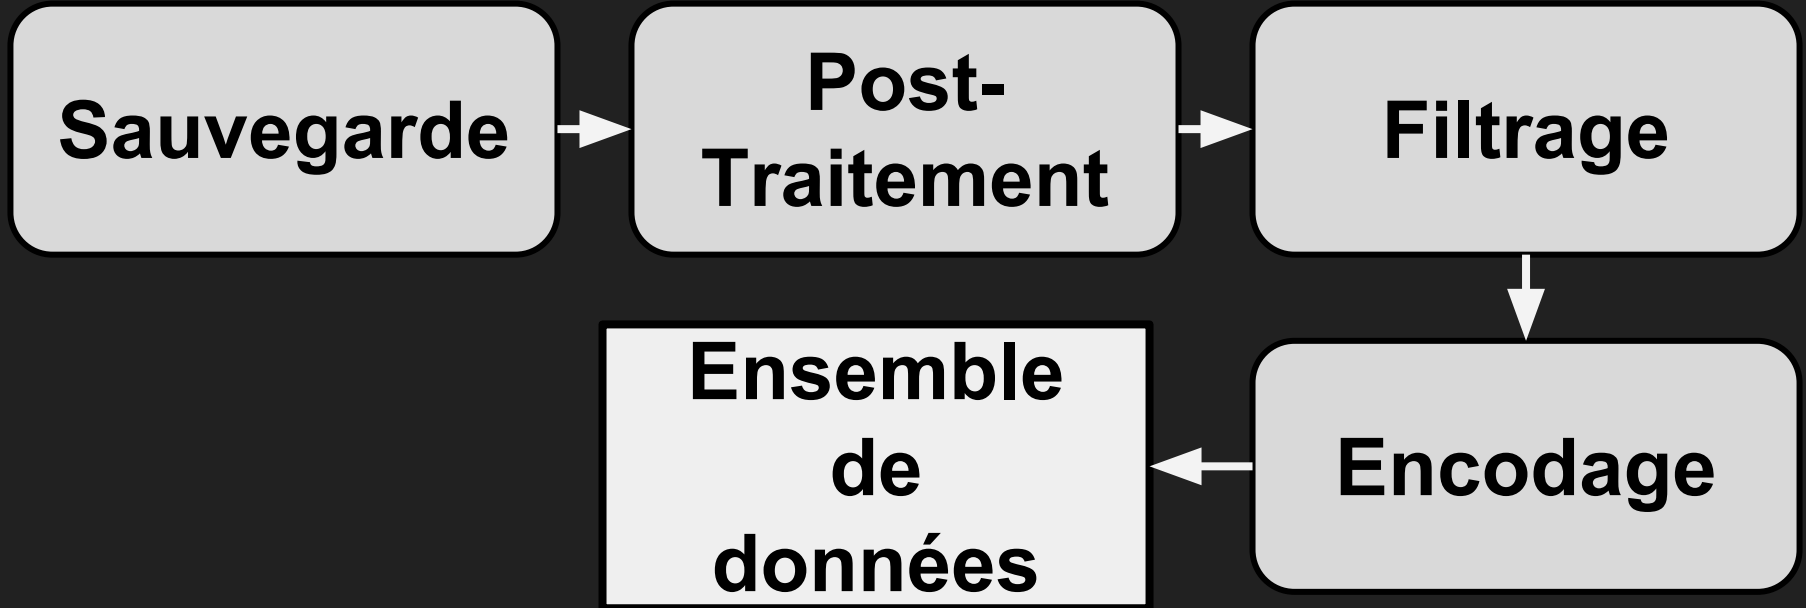 Sauvegarde
Post-
Traitement
Filtrage
Encodage
Ensemble
de
données